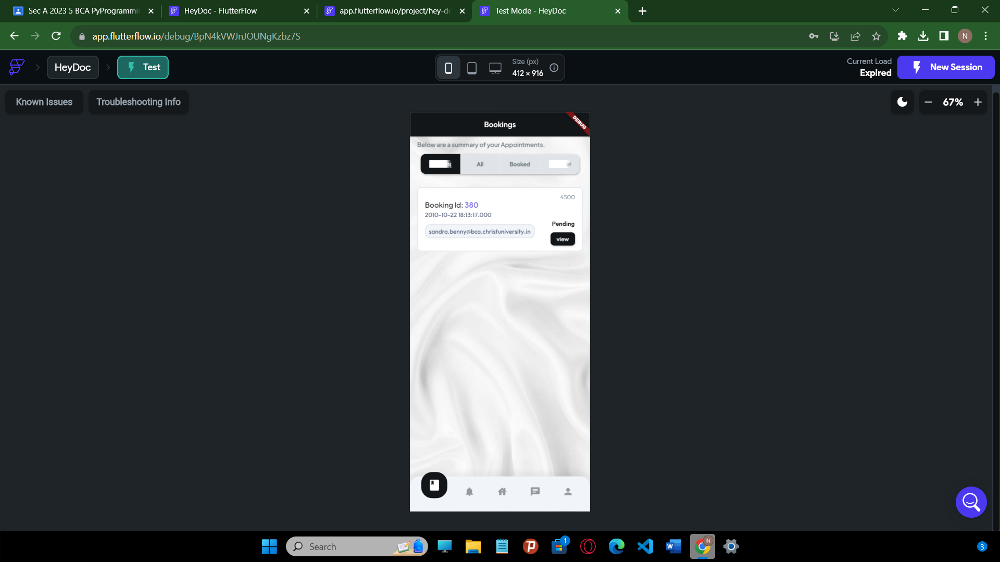 Sec A 2023 5 BCA PyProgrammi
HeyDoc - FlutterFlow
app.flutterflow.io/project/hey-do
Test Mode - HeyDoc
app.flutterflow.io/debug/BpN4kVWJnJOUNgKzbz7S
N
HeyDoc
Test
Size (px)
412 × 916
Current Load
Expired
New Session
Known Issues
Troubleshooting Info
67%
Bookings
DEBUG
Below are a summary of your Appointments.
All
Booked
4500
Booking Id: 380
2010-10-22 18:13:17.000
Pending
sandra.benny@bca.christuniversity.in
view
Search
1
N
3